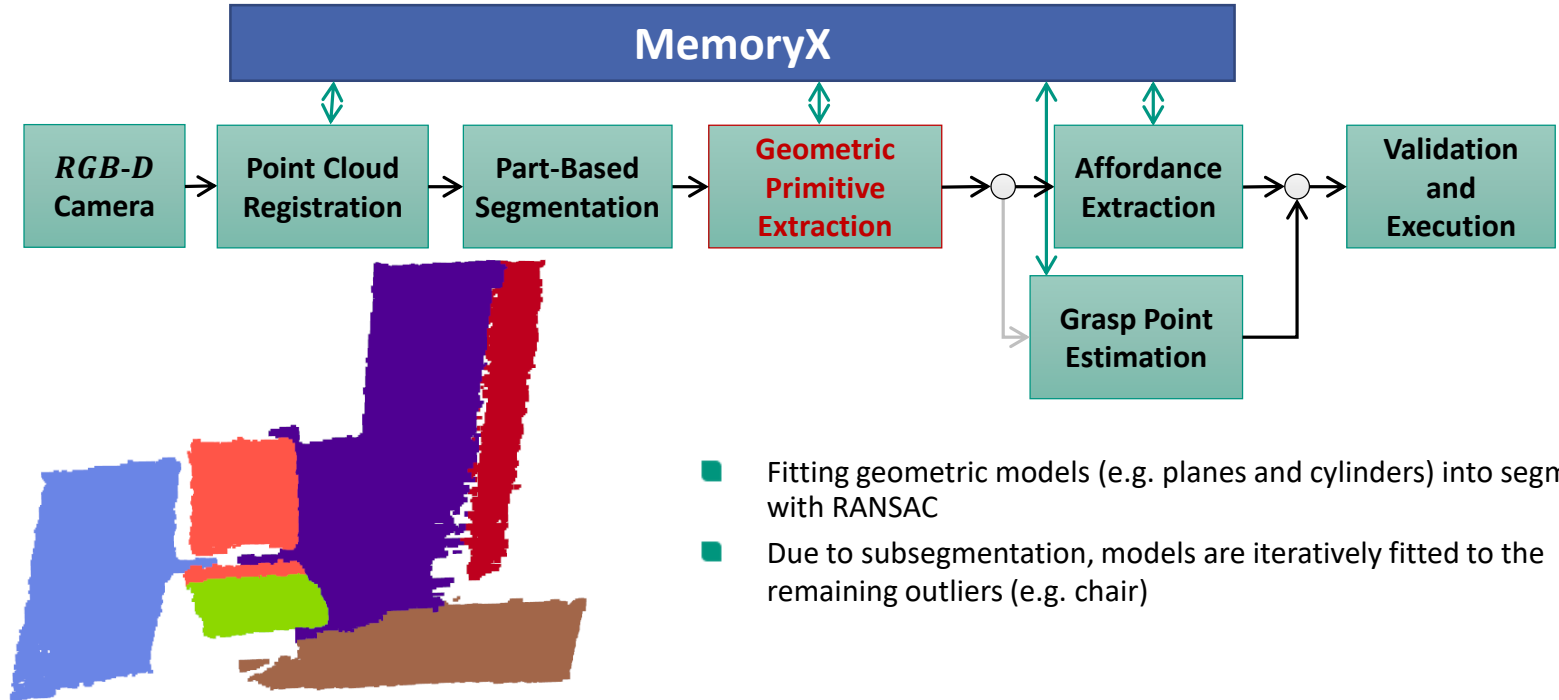 MemoryX
RGB-D
Camera
Point Cloud
Registration
Part-Based
Segmentation
Geometric
Primitive
Extraction
Affordance
Extraction
Validation
and
Execution
Grasp Point
Estimation
Fitting geometric models (e.g. planes and cylinders) into
with RANSAC
Due to subsegmentation, models are iteratively fitted to the
remaining outliers (e.g. chair)